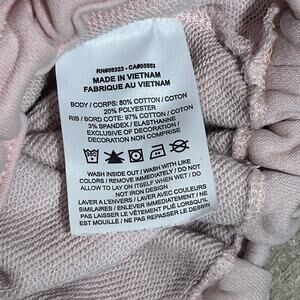 RN#56323 - CA#05553
MADE IN VIETNAM
FABRIQUE AU VIETNAM
BODY / CORPS: 80% COTTON / COTON
20% POLYESTER
RIB / BORD COTE: 97% COTTON / COTON
3% SPANDEX / ELASTHANNE
EXCLUSIVE OF DECORATION /
DECORATION NON COMPRISE
WASH INSIDE OUT / WASH WITH LIKE
COLORS / REMOVE IMMEDIATELY / DO NOT
ALLOW TO LAY ON ITSELF WHEN WET / DO
NOT IRON DESIGN
LAVER A L'ENVERS / LAVER AVEC COULEURS
SIMILAIRES / ENLEVER IMMÉDIATEMENT / NE
PAS LAISSER LE VÊTEMENT PLIÉ LORSQU'IL
EST MOUILLÉ / NE PAS REPASSER LE DESSIN